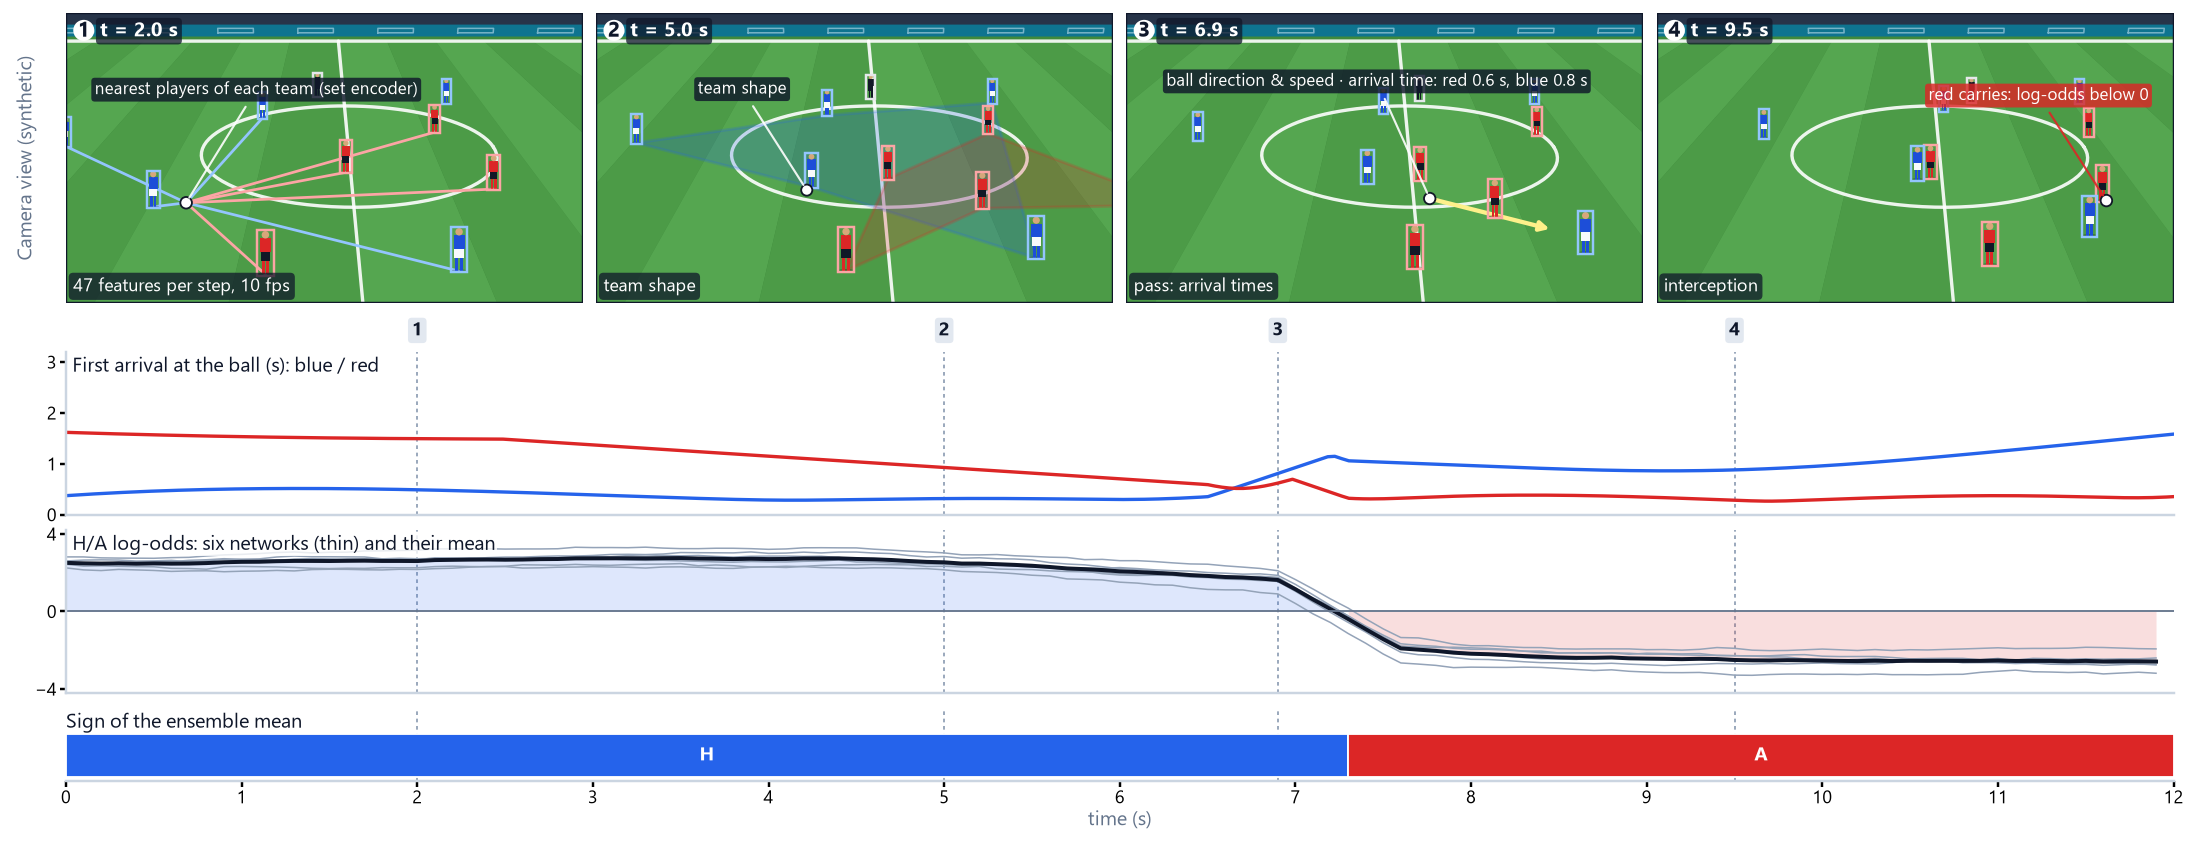 Camera view (synthetic)
1 t = 2.0 s
nearest players of each team (set encoder)
47 features per step, 10 fps
2 t = 5.0 s
team shape
team shape
3 t = 6.9 s
ball direction & speed · arrival time: red 0.6 s, blue 0.8 s
pass: arrival times
4 t = 9.5 s
red carries: log-odds below 0
interception
1 2 3 4
First arrival at the ball (s): blue / red
3
2
1
0
H/A log-odds: six networks (thin) and their mean
4
0
−4
Sign of the ensemble mean
H A
0 1 2 3 4 5 6 7 8 9 10 11 12
time (s)